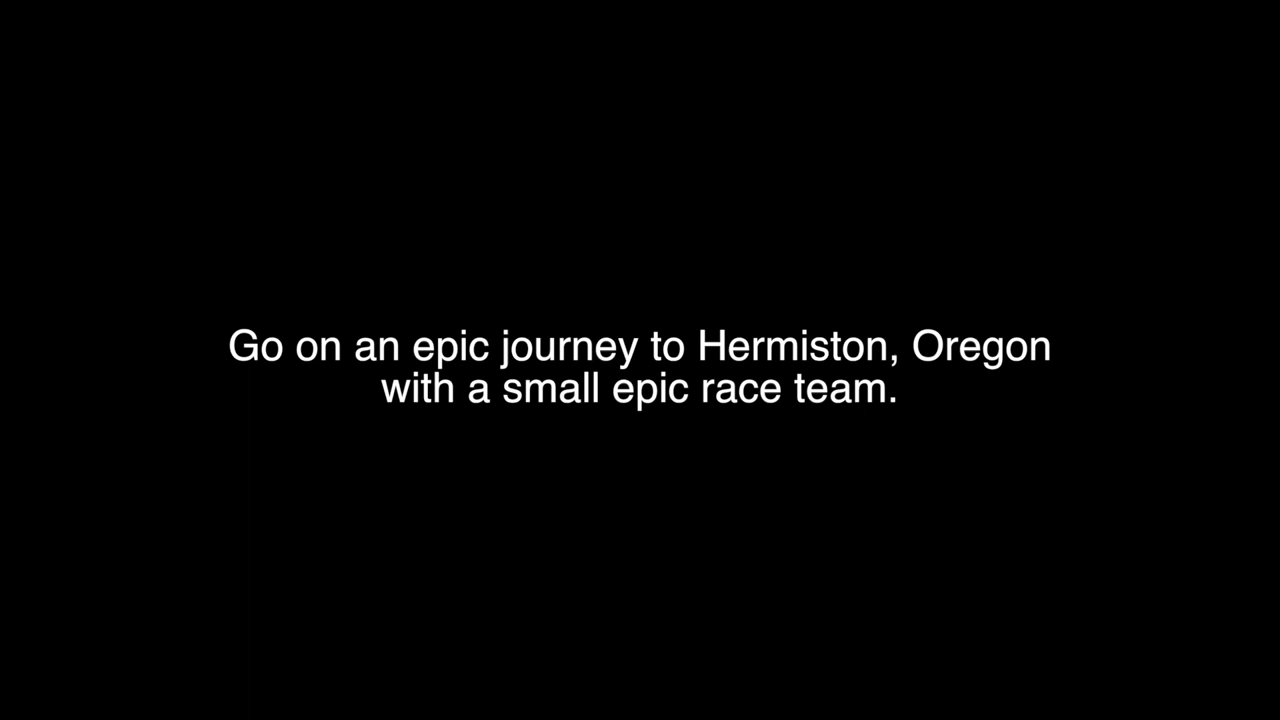 Go on an epic journey to Hermiston, Oregon
with a small epic race team.